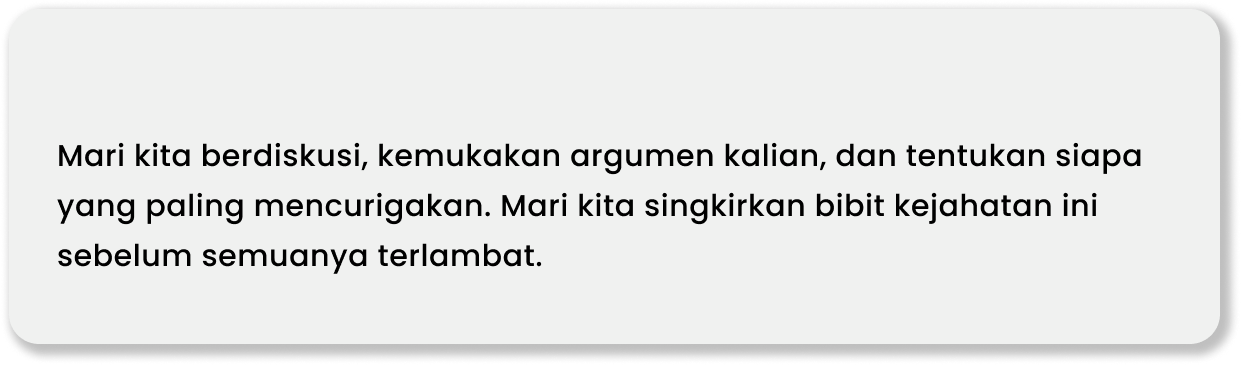 Mari kita berdiskusi, kemukakan argumen kalian, dan tentukan siapa
yang paling mencurigakan. Mari kita singkirkan bibit kejahatan ini
sebelum semuanya terlambat.